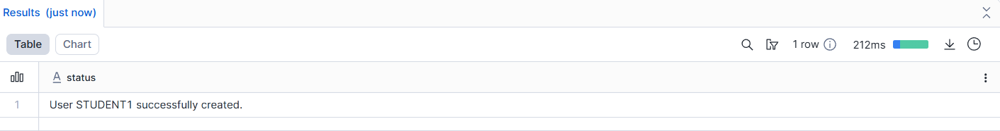 Results (just now)
Table Chart 1 row 212ms
A status
1 User STUDENT1 successfully created.